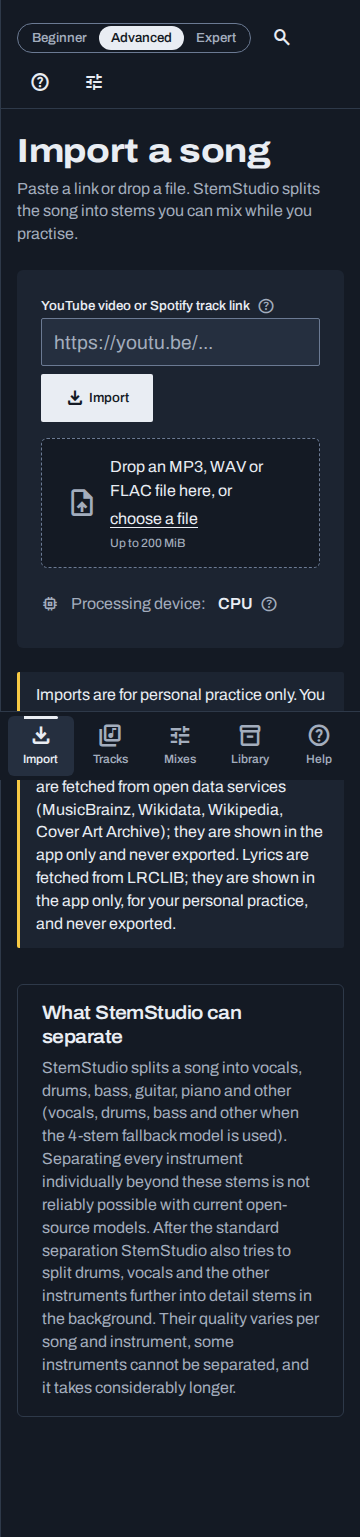 Beginner Advanced Expert
Import a song
Paste a link or drop a file. StemStudio splits
the song into stems you can mix while you
practise.
YouTube video or Spotify track link
https://youtu.be/...
Import
Drop an MP3, WAV or
FLAC file here, or
choose a file
Up to 200 MiB
Processing device: CPU
Imports are for personal practice only. You
Import Tracks Mixes Library Help
are fetched from open data services
(MusicBrainz, Wikidata, Wikipedia,
Cover Art Archive); they are shown in the
app only and never exported. Lyrics are
fetched from LRCLIB; they are shown in
the app only, for your personal practice,
and never exported.
What StemStudio can
separate
StemStudio splits a song into vocals,
drums, bass, guitar, piano and other
(vocals, drums, bass and other when
the 4-stem fallback model is used).
Separating every instrument
individually beyond these stems is not
reliably possible with current open-
source models. After the standard
separation StemStudio also tries to
split drums, vocals and the other
instruments further into detail stems in
the background. Their quality varies per
song and instrument, some
instruments cannot be separated, and
it takes considerably longer.